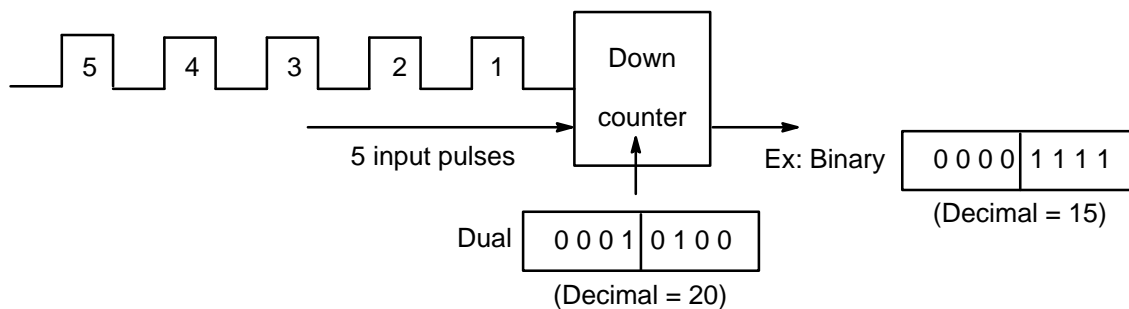 5 4 3 2 1
Down
counter
5 input pulses
Ex: Binary 0 0 0 0 1 1 1 1
(Decimal = 15)
Dual 0 0 0 1 0 1 0 0
(Decimal = 20)